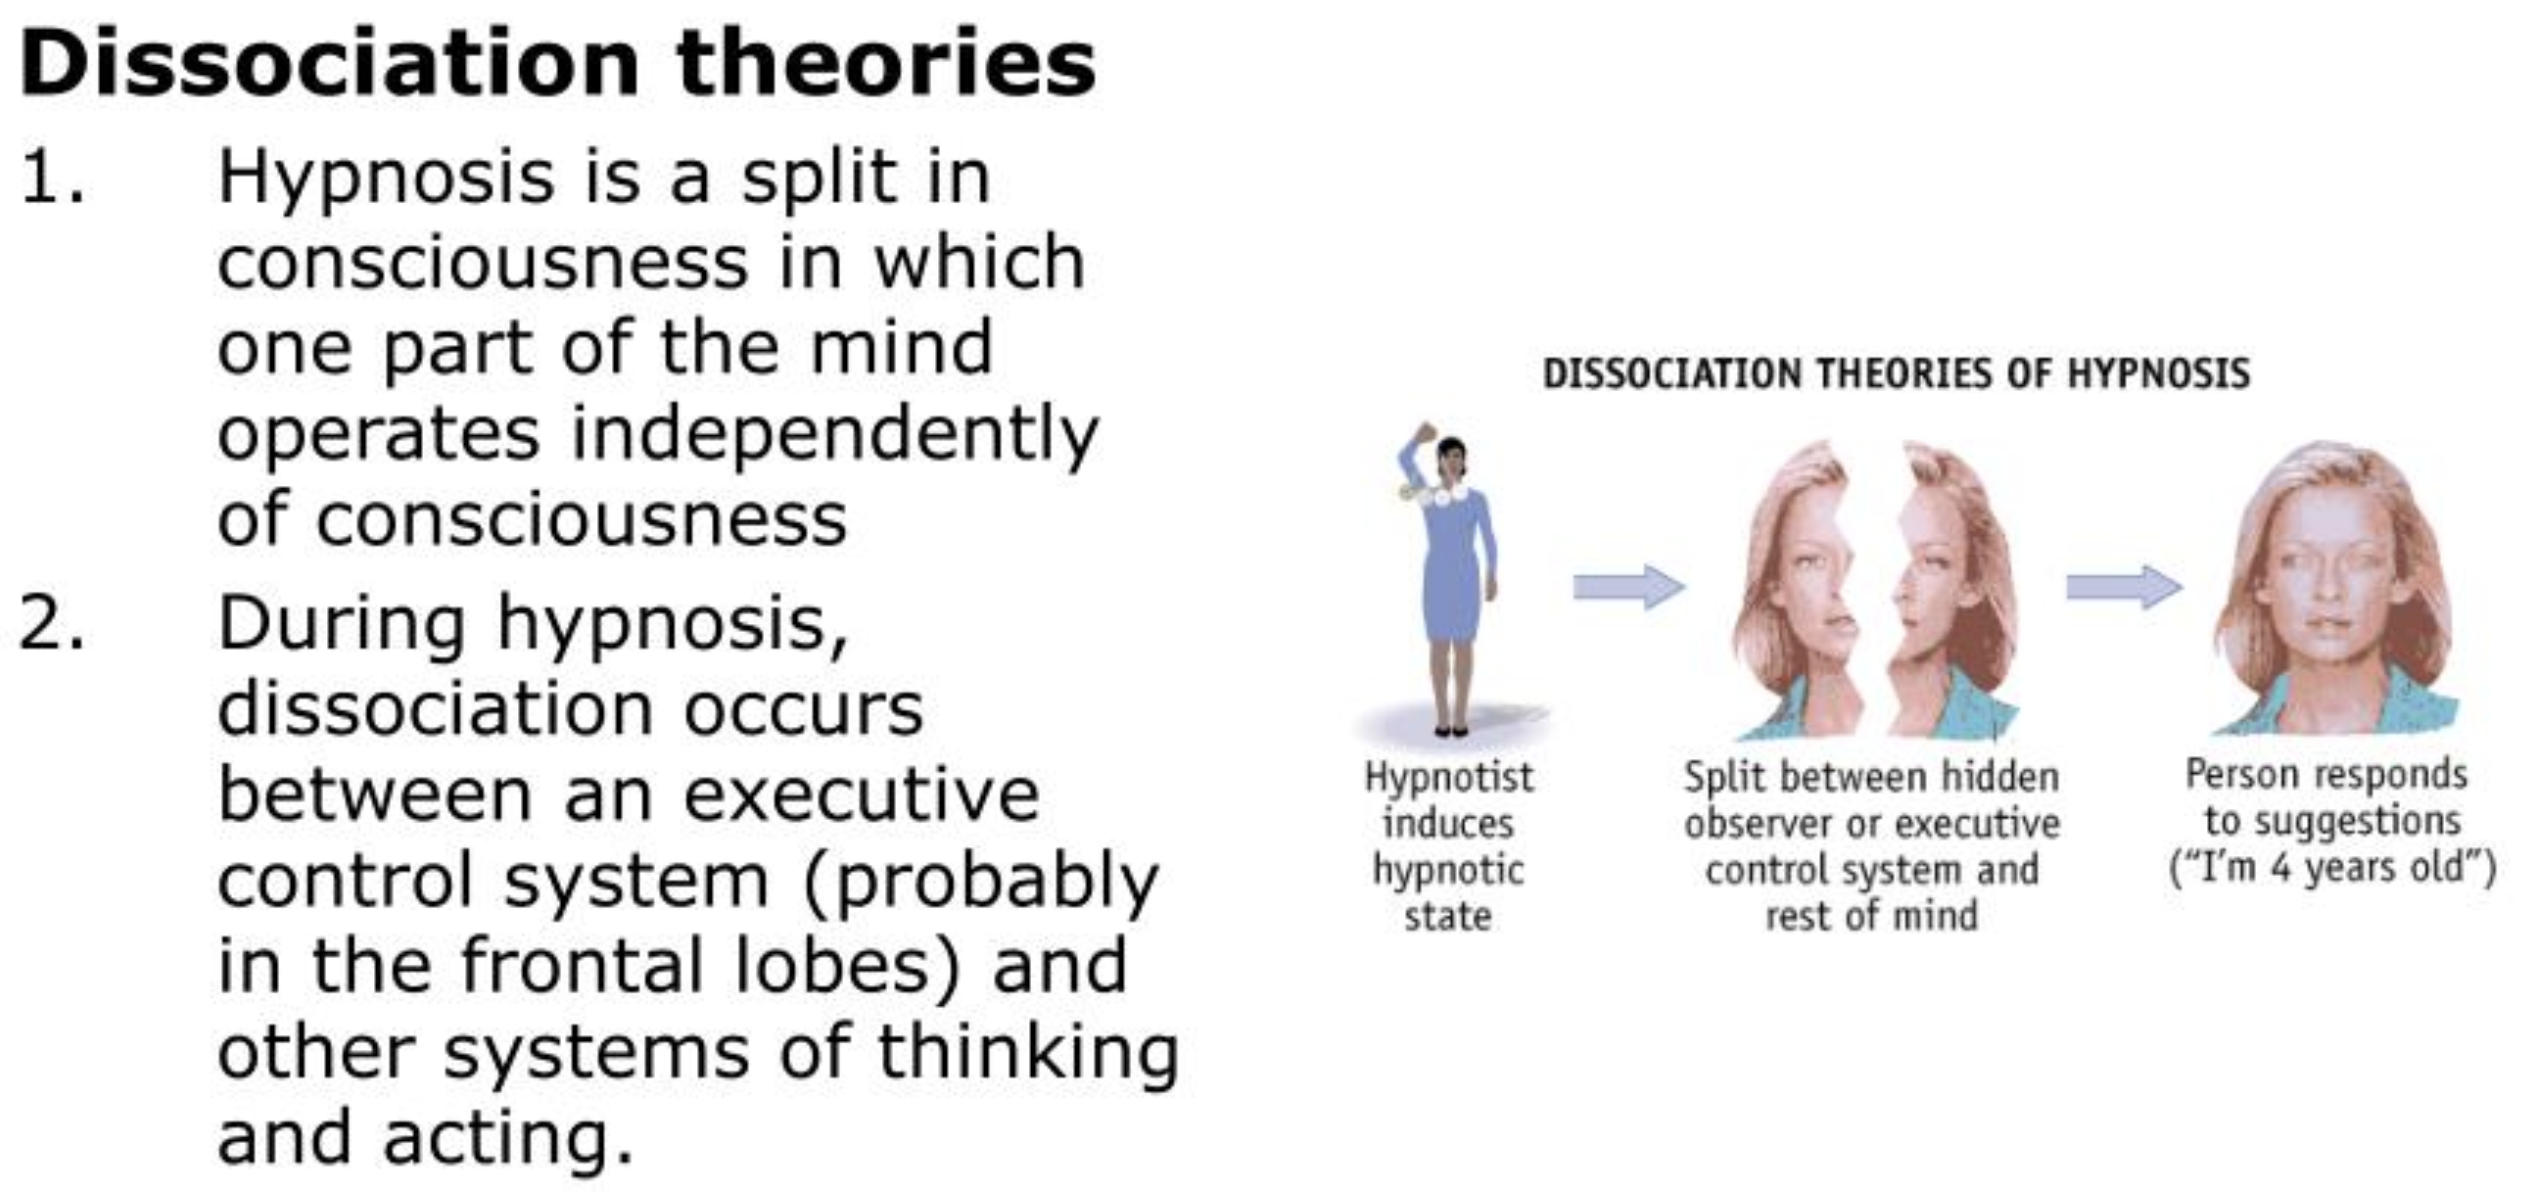 Dissociation theories
1. Hypnosis is a split in
consciousness in which
one part of the mind
operates independently
of consciousness
2. During hypnosis,
dissociation occurs
between an executive
control system (probably
in the frontal lobes) and
other systems of thinking
and acting.
DISSOCIATION THEORIES OF HYPNOSIS
Hypnotist
induces
hypnotic
state
Split between hidden
observer or executive
control system and
rest of mind
Person responds
to suggestions
(“I’m 4 years old”)